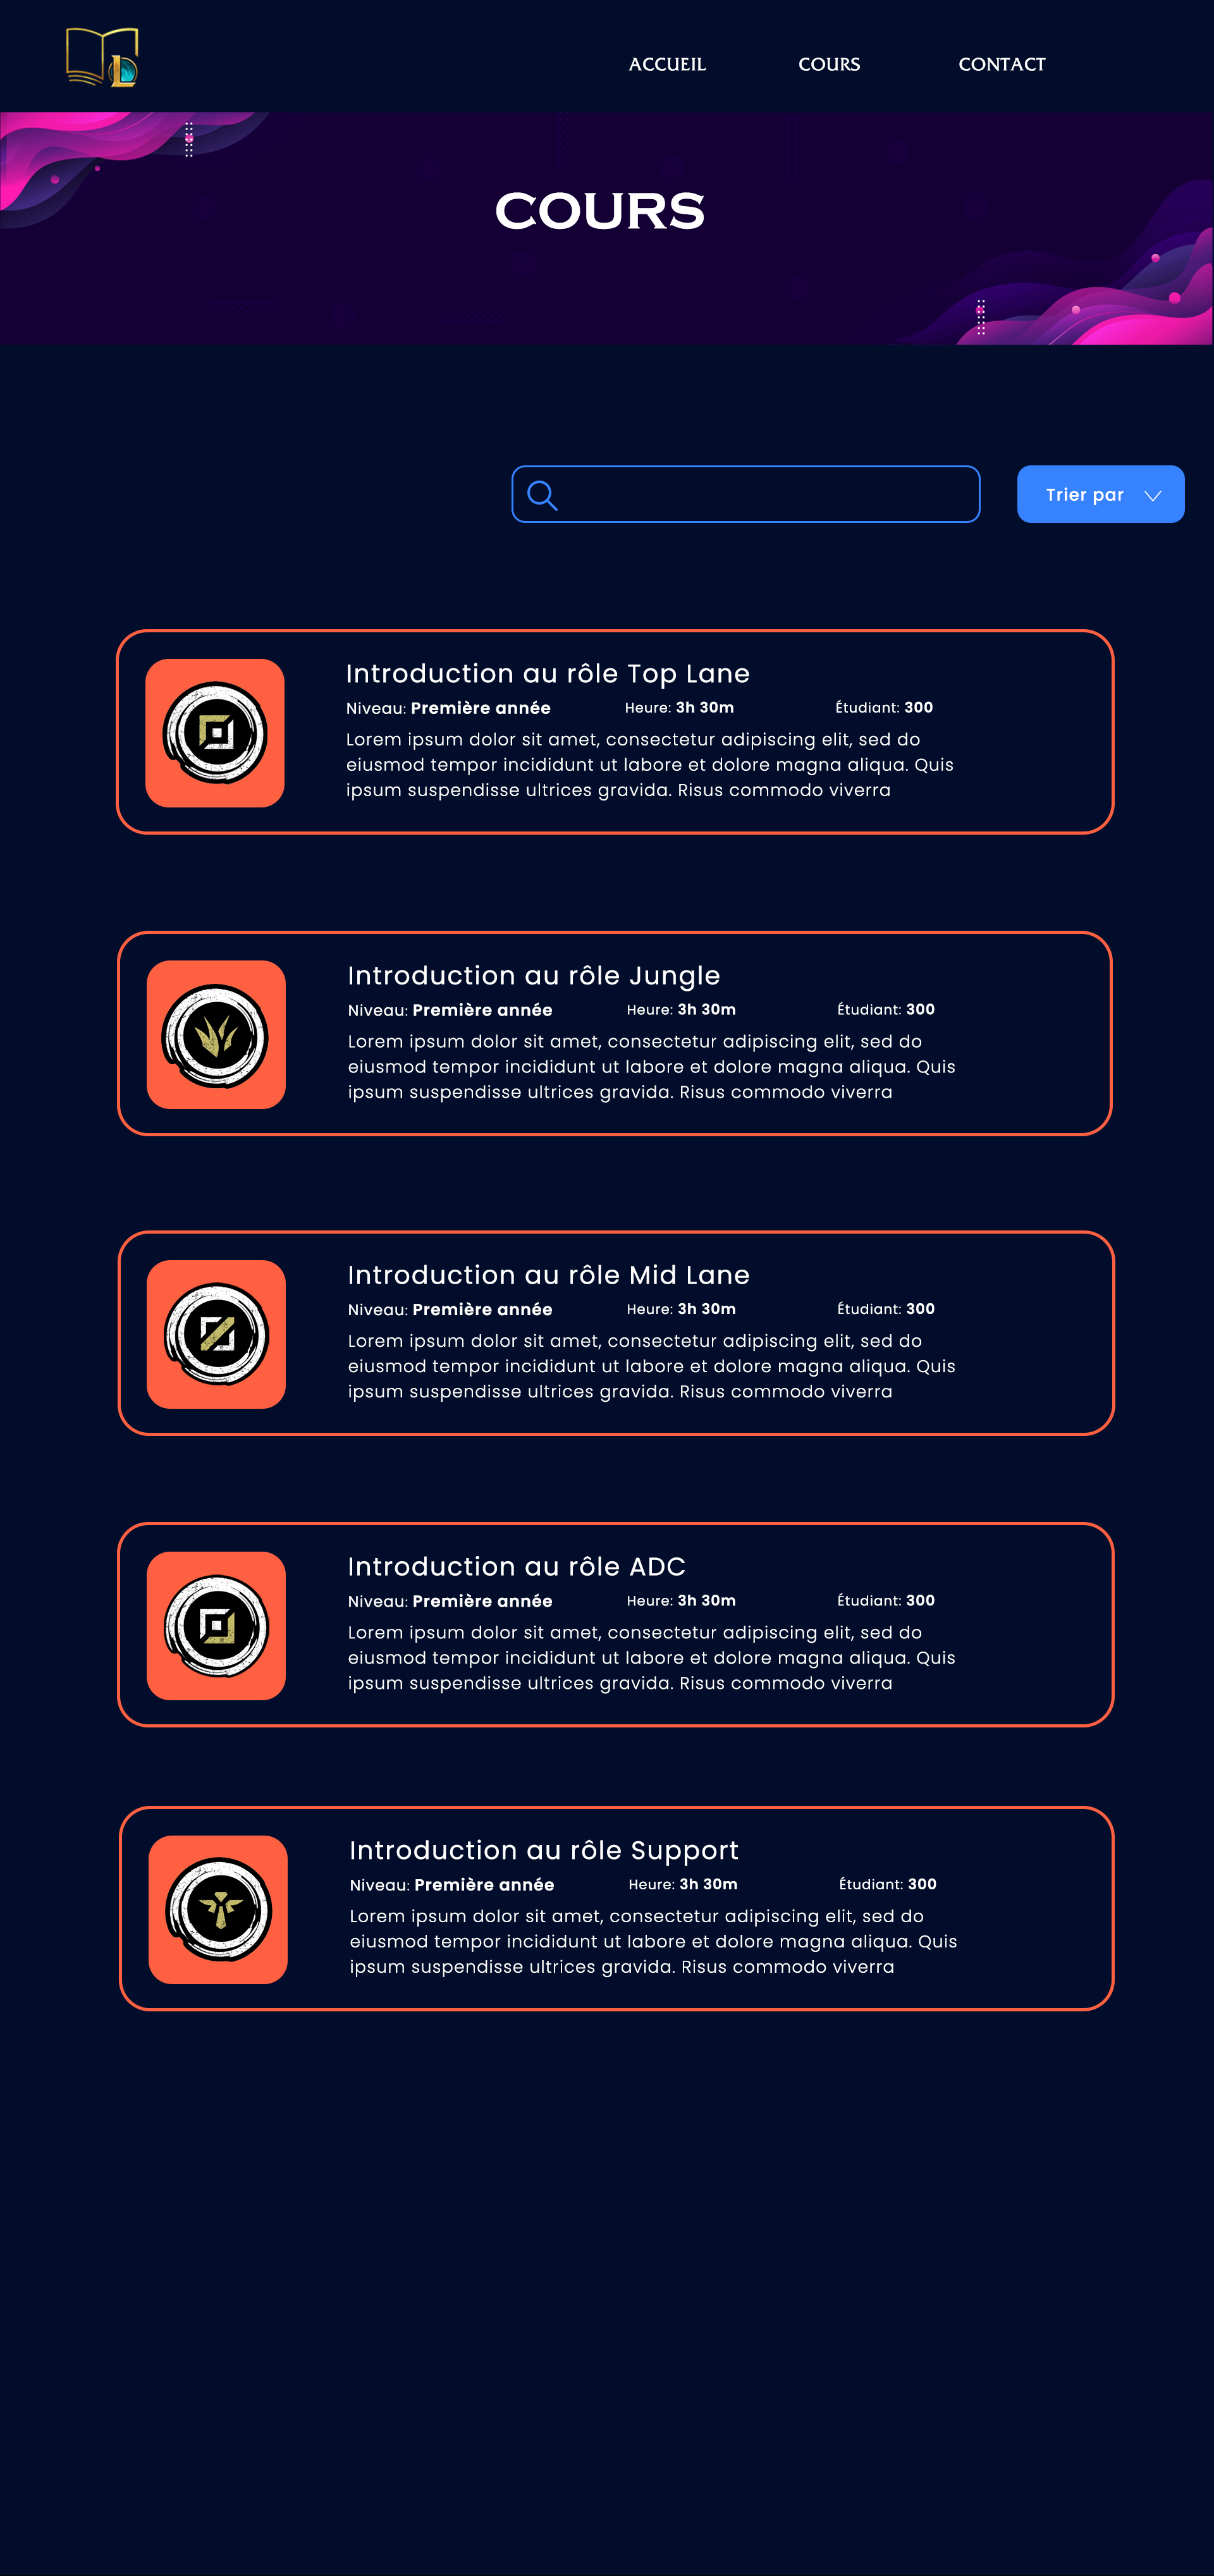 ACCUEIL COURS CONTACT
COURS
Trier par
Introduction au rôle Top Lane
Niveau: Première année Heure: 3h 30m Étudiant: 300
Lorem ipsum dolor sit amet, consectetur adipiscing elit, sed do
eiusmod tempor incididunt ut labore et dolore magna aliqua. Quis
ipsum suspendisse ultrices gravida. Risus commodo viverra
Introduction au rôle Jungle
Niveau: Première année Heure: 3h 30m Étudiant: 300
Lorem ipsum dolor sit amet, consectetur adipiscing elit, sed do
eiusmod tempor incididunt ut labore et dolore magna aliqua. Quis
ipsum suspendisse ultrices gravida. Risus commodo viverra
Introduction au rôle Mid Lane
Niveau: Première année Heure: 3h 30m Étudiant: 300
Lorem ipsum dolor sit amet, consectetur adipiscing elit, sed do
eiusmod tempor incididunt ut labore et dolore magna aliqua. Quis
ipsum suspendisse ultrices gravida. Risus commodo viverra
Introduction au rôle ADC
Niveau: Première année Heure: 3h 30m Étudiant: 300
Lorem ipsum dolor sit amet, consectetur adipiscing elit, sed do
eiusmod tempor incididunt ut labore et dolore magna aliqua. Quis
ipsum suspendisse ultrices gravida. Risus commodo viverra
Introduction au rôle Support
Niveau: Première année Heure: 3h 30m Étudiant: 300
Lorem ipsum dolor sit amet, consectetur adipiscing elit, sed do
eiusmod tempor incididunt ut labore et dolore magna aliqua. Quis
ipsum suspendisse ultrices gravida. Risus commodo viverra